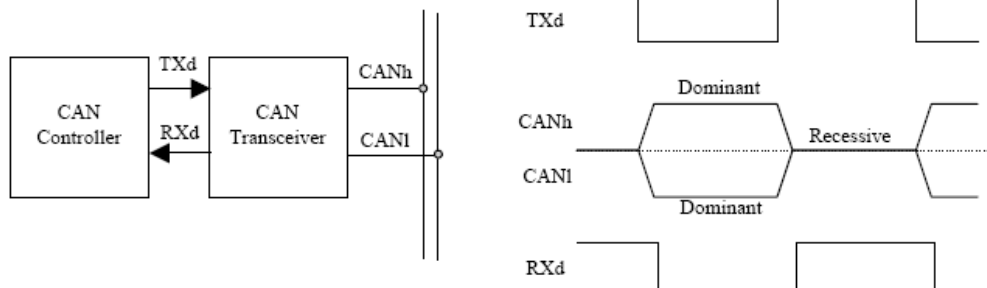 CAN
Controller
TXd
RXd
CAN
Transceiver
CANh
CANl
TXd
Dominant
CANh
Recessive
CANl
Dominant
RXd